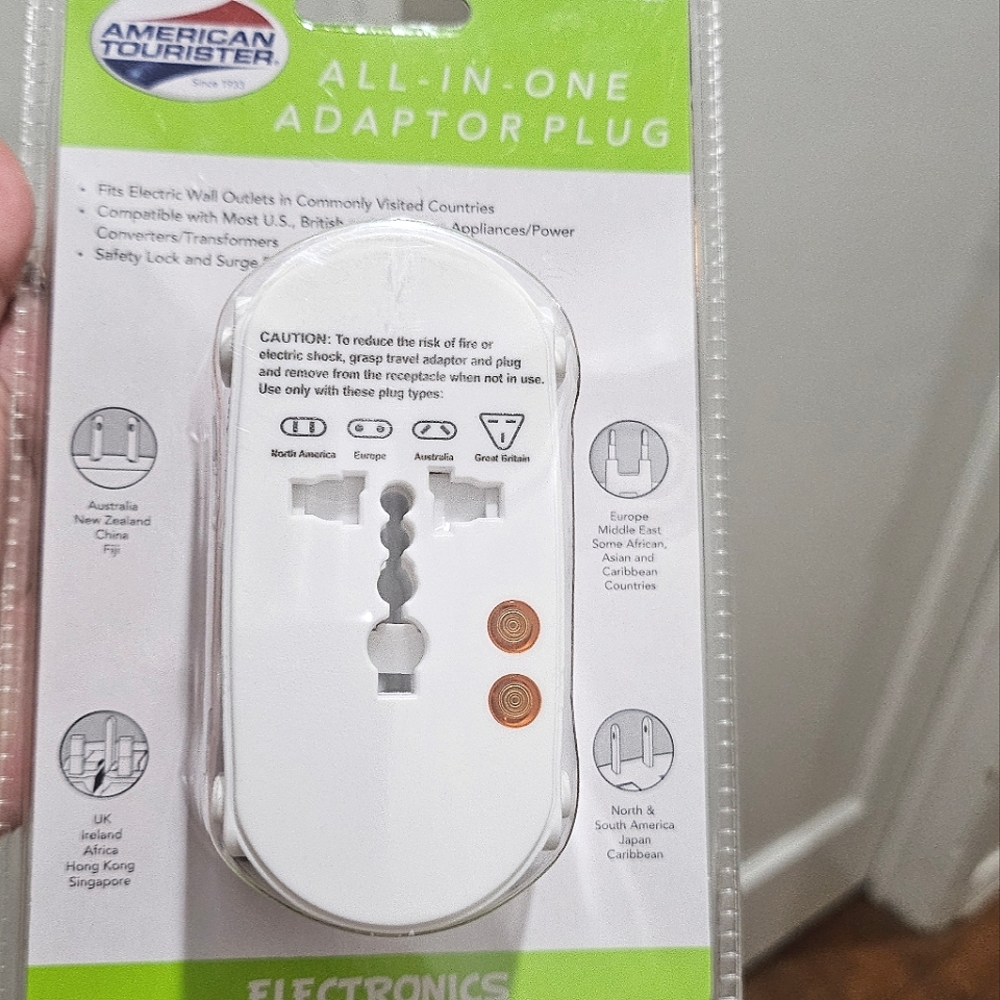 AMERICAN
TOURISTER®
Since 1933
ALL-IN-ONE
ADAPTOR PLUG
• Fits Electric Wall Outlets in Commonly Visited Countries
• Compatible with Most U.S., British Appliances/Power
Converters/Transformers
• Safety Lock and Surge
CAUTION: To reduce the risk of fire or
electric shock, grasp travel adaptor and plug
and remove from the receptacle when not in use.
Use only with these plug types:
North America Europe Australia Great Britain
Australia
New Zealand
China
Fiji
Europe
Middle East
Some African,
Asian and
Caribbean
Countries
UK
Ireland
Africa
Hong Kong
Singapore
North &
South America
Japan
Caribbean
ELECTRONICS